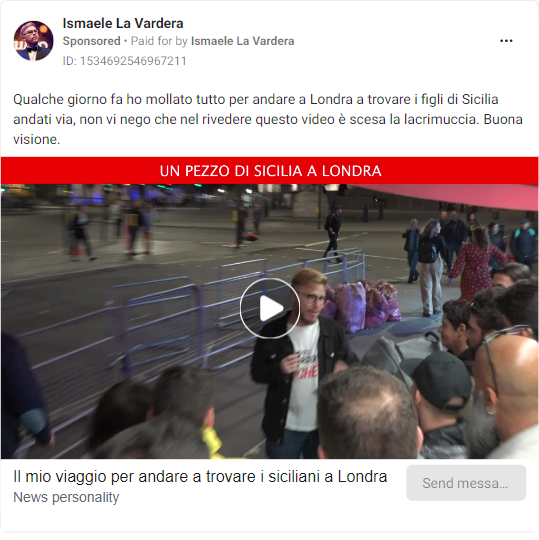 Ismaele La Vardera
Sponsored • Paid for by Ismaele La Vardera
ID: 1534692546967211
Qualche giorno fa ho mollato tutto per andare a Londra a trovare i figli di Sicilia
andati via, non vi nego che nel rivedere questo video è scesa la lacrimuccia. Buona
visione.
UN PEZZO DI SICILIA A LONDRA
Il mio viaggio per andare a trovare i siciliani a Londra
News personality
Send messa...